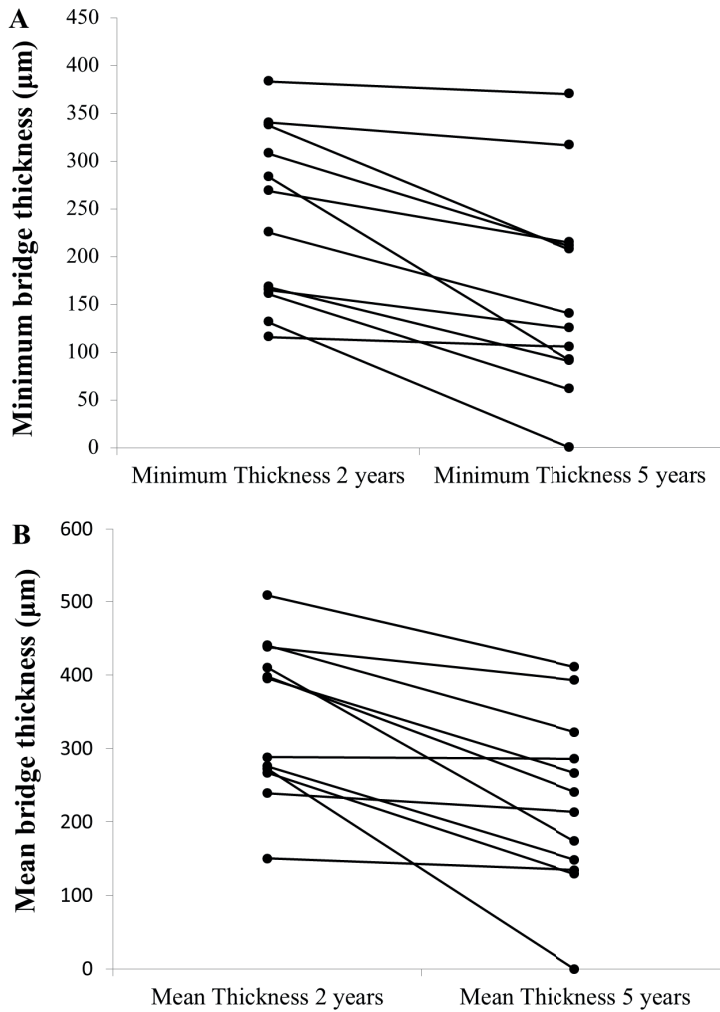 A
Minimum bridge thickness (µm)
450
400
350
300
250
200
150
100
50
0
Minimum Thickness 2 years
Minimum Thickness 5 years
B
Mean bridge thickness (µm)
600
500
400
300
200
100
0
Mean Thickness 2 years
Mean Thickness 5 years